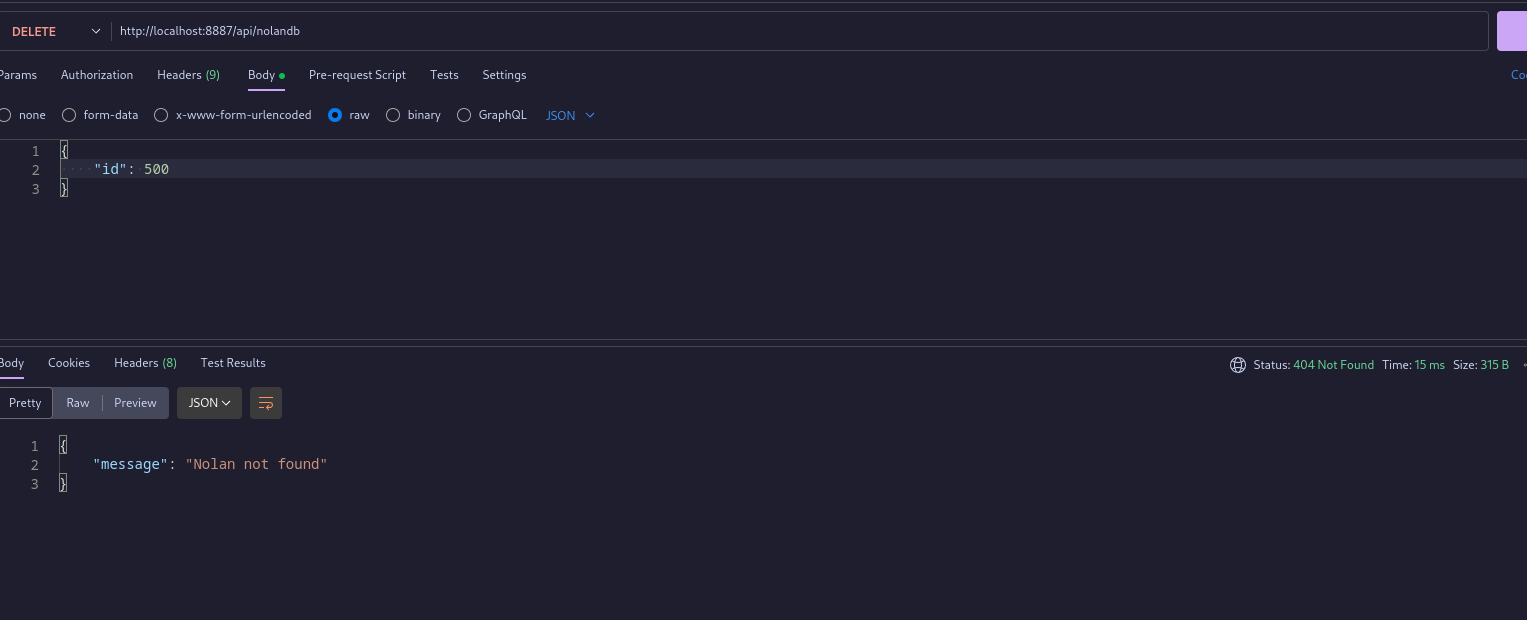 DELETE http://localhost:8887/api/nolandb
Params Authorization Headers (9) Body Pre-request Script Tests Settings
none form-data x-www-form-urlencoded raw binary GraphQL JSON
1 {
2 "id": 500
3 }
Body Cookies Headers (8) Test Results Status: 404 Not Found Time: 15 ms Size: 315 B
Pretty Raw Preview JSON
1 {
2 "message": "Nolan not found"
3 }